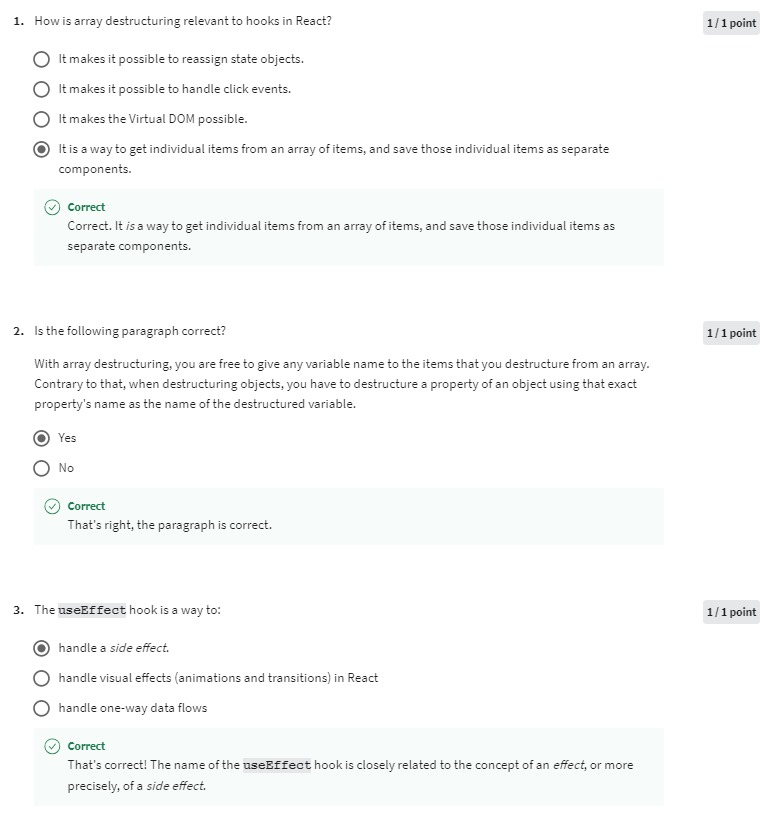 1. How is array destructuring relevant to hooks in React?
1 / 1 point
It makes it possible to reassign state objects.
It makes it possible to handle click events.
It makes the Virtual DOM possible.
It is a way to get individual items from an array of items, and save those individual items as separate
components.
Correct
Correct. It is a way to get individual items from an array of items, and save those individual items as
separate components.
2. Is the following paragraph correct?
1 / 1 point
With array destructuring, you are free to give any variable name to the items that you destructure from an array.
Contrary to that, when destructuring objects, you have to destructure a property of an object using that exact
property's name as the name of the destructured variable.
Yes
No
Correct
That's right, the paragraph is correct.
3. The useEffect hook is a way to:
1 / 1 point
handle a side effect.
handle visual effects (animations and transitions) in React
handle one-way data flows
Correct
That's correct! The name of the useEffect hook is closely related to the concept of an effect, or more
precisely, of a side effect.